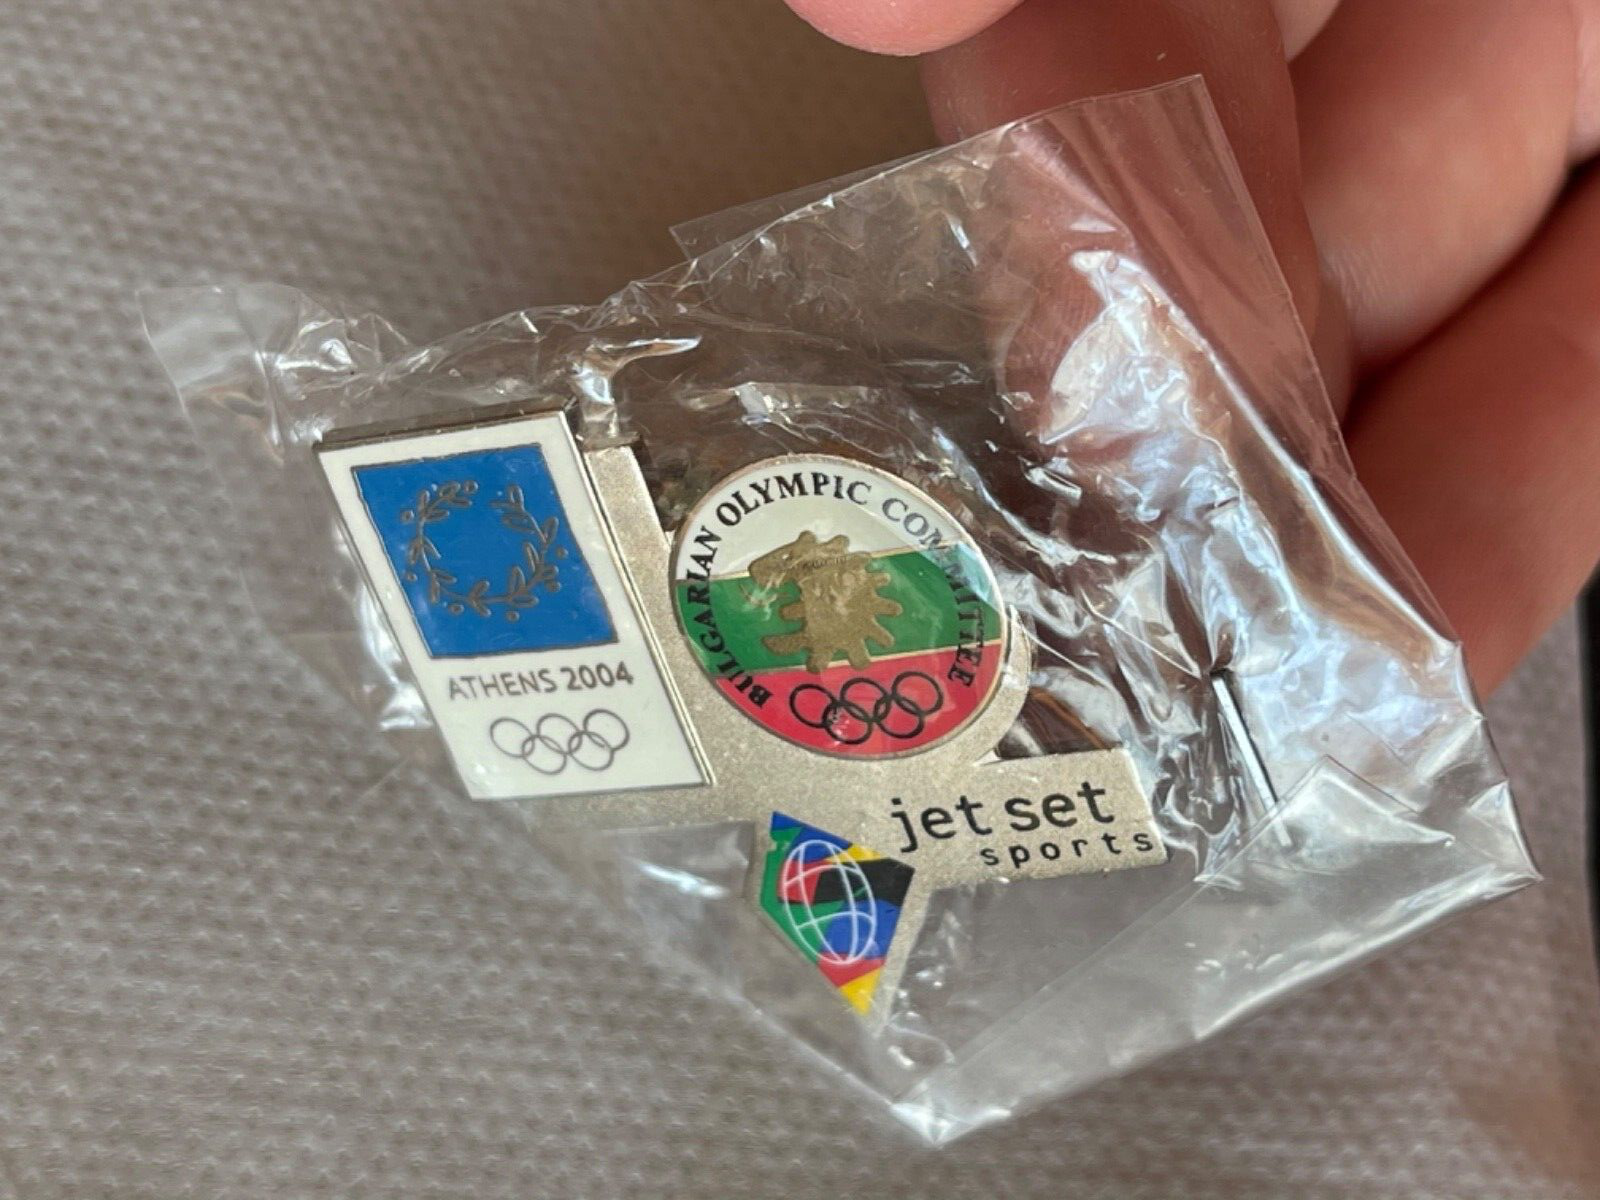 ATHENS 2004
BULGARIAN OLYMPIC COMMITTEE
jet set
sports